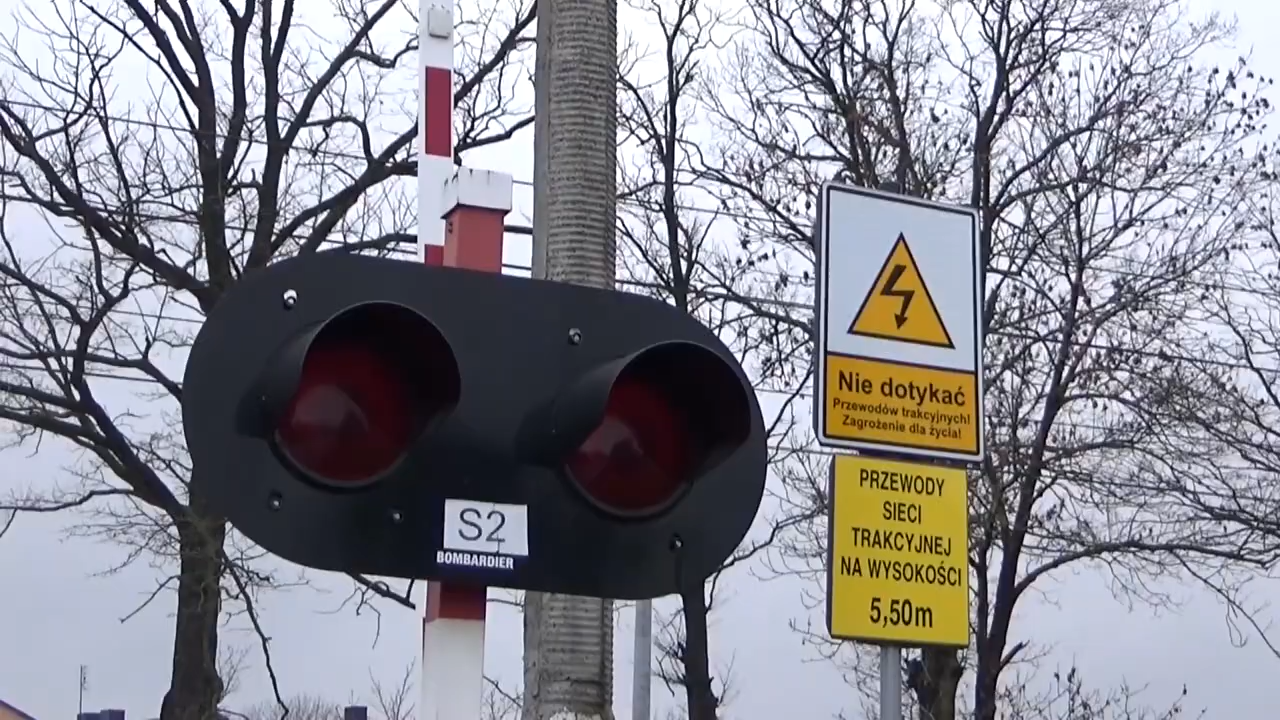 S2
BOMBARDIER
Nie dotykać
Przewodów trakcyjnych!
Zagrożenie dla życia!
PRZEWODY
SIECI
TRAKCYJNEJ
NA WYSOKOŚCI
5,50m